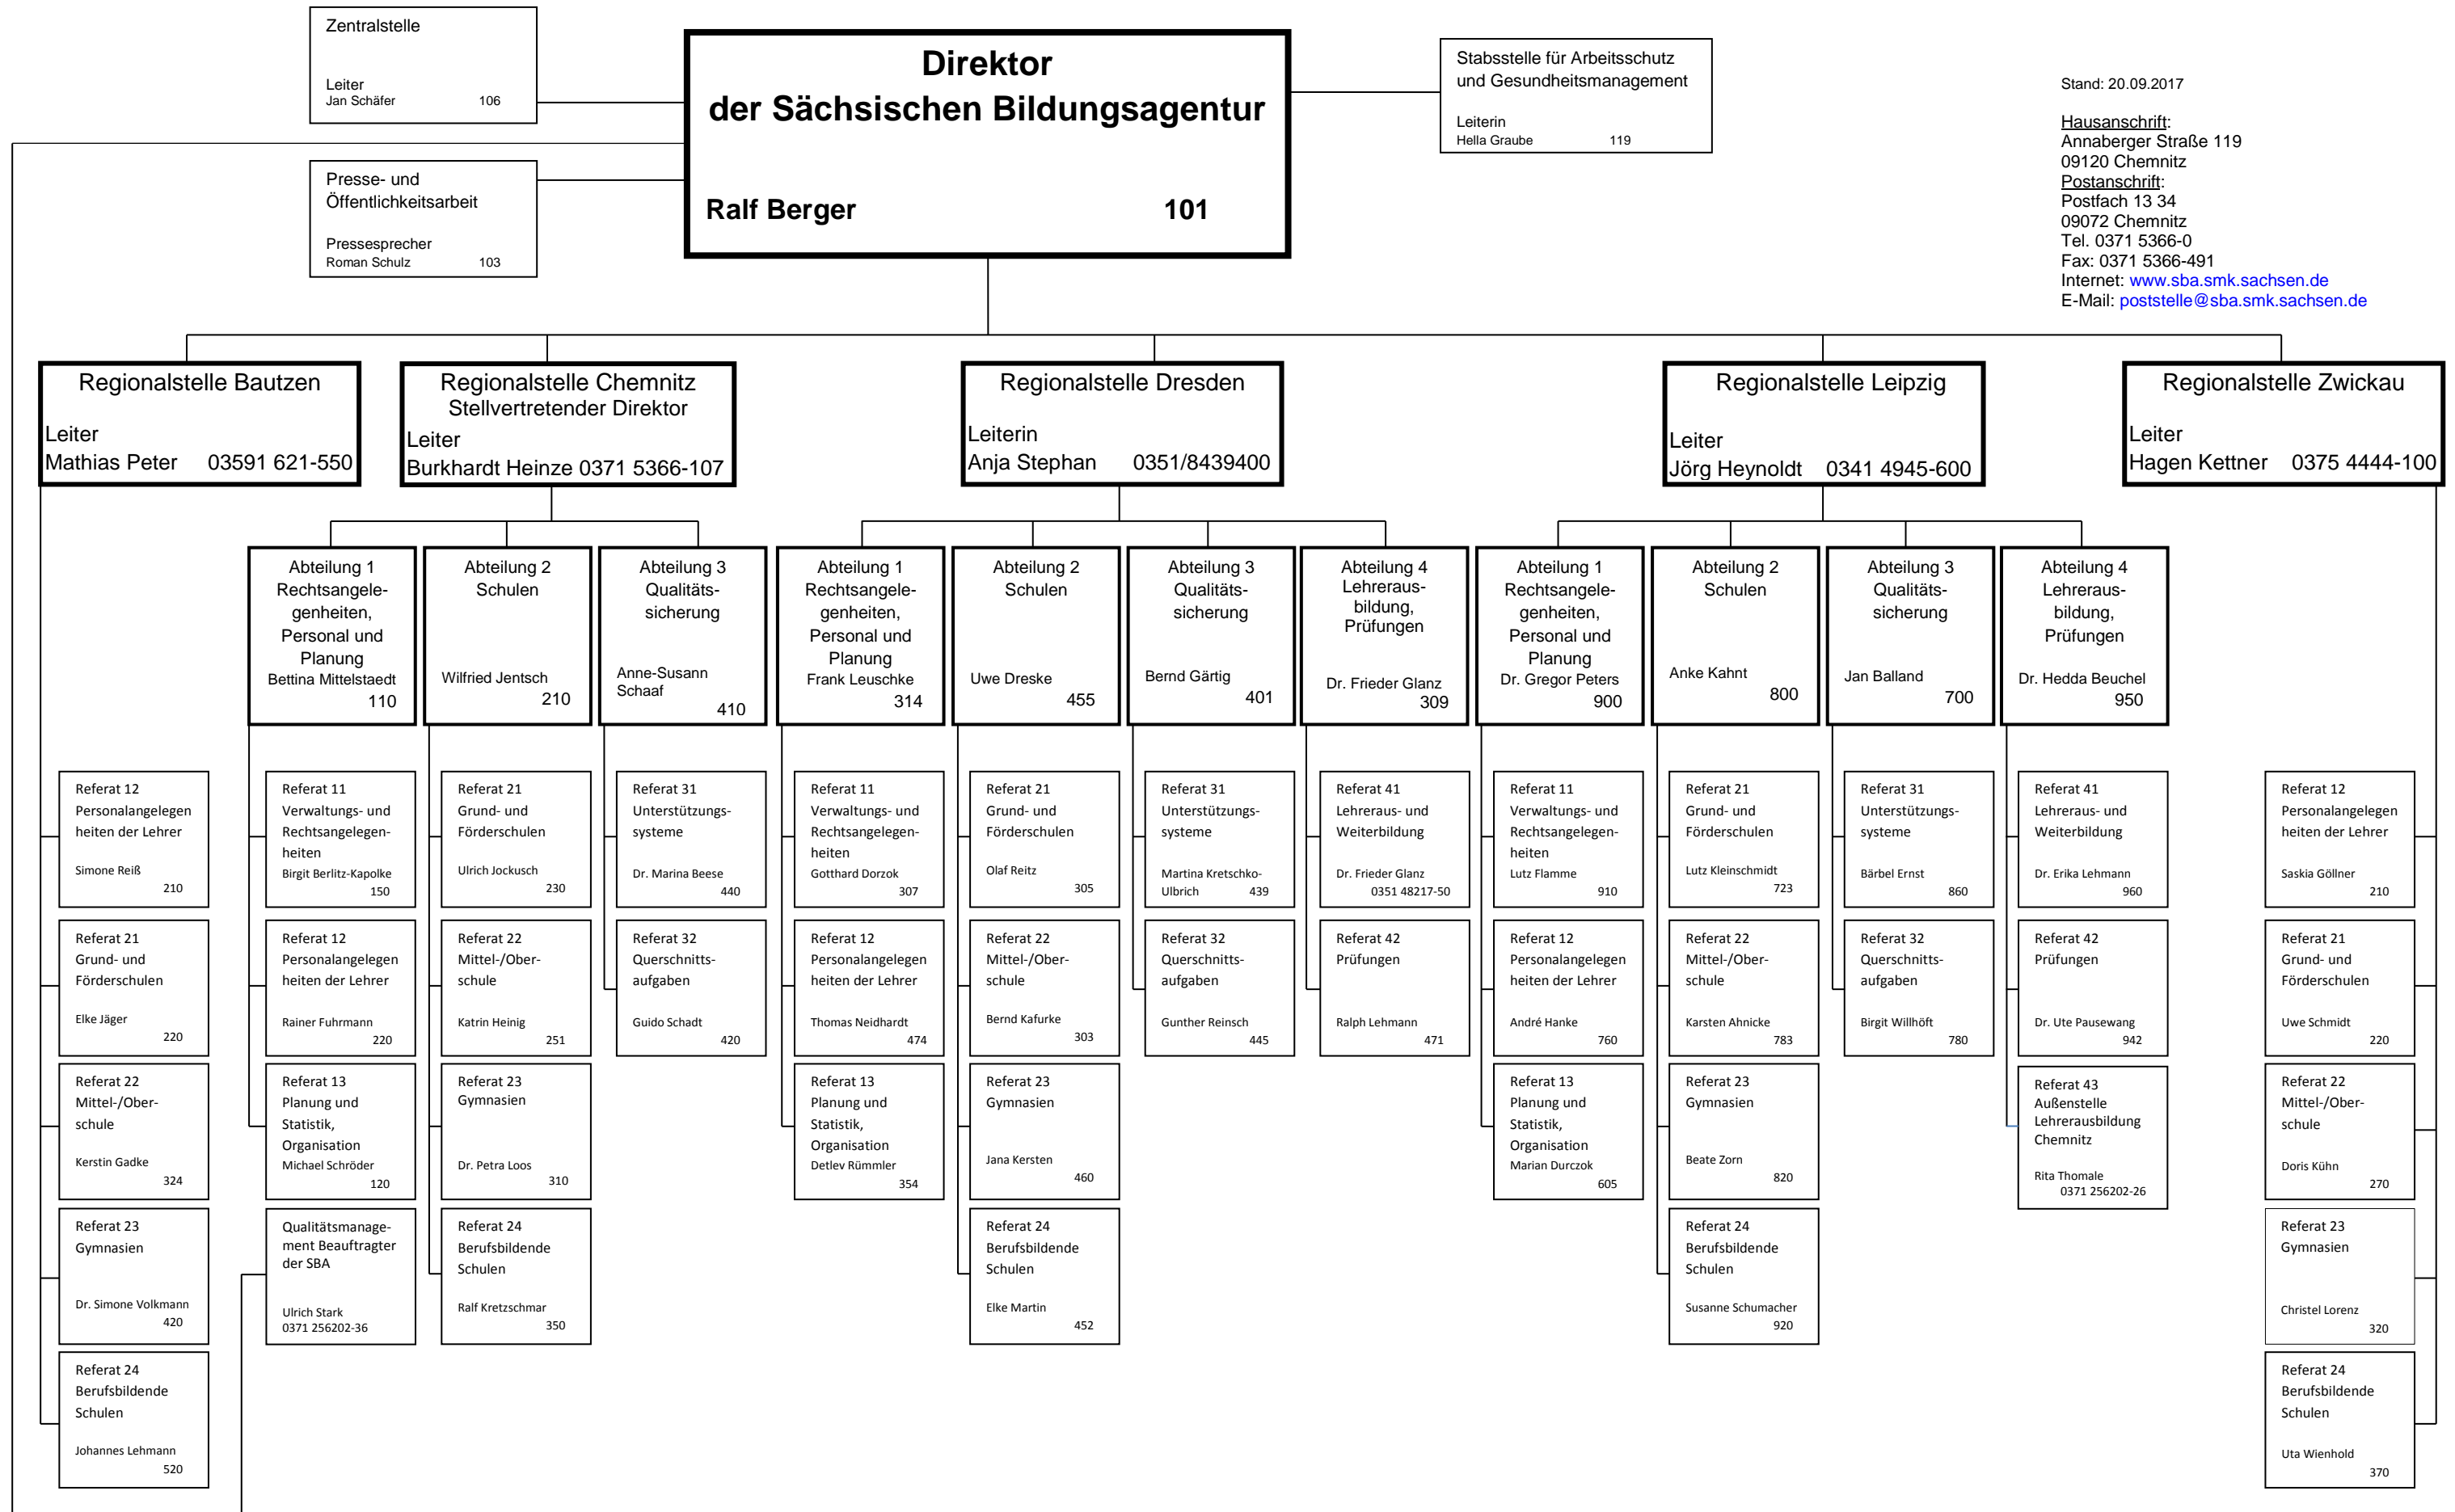 Zentralstelle
Leiter
Jan Schäfer 106
Direktor
der Sächsischen Bildungsagentur
Ralf Berger 101
Stabsstelle für Arbeitsschutz
und Gesundheitsmanagement
Leiterin
Hella Graube 119
Stand: 20.09.2017
Hausanschrift:
Annaberger Straße 119
09120 Chemnitz
Postanschrift:
Postfach 13 34
09072 Chemnitz
Tel. 0371 5366-0
Fax: 0371 5366-491
Internet: www.sba.smk.sachsen.de
E-Mail: poststelle@sba.smk.sachsen.de
Presse- und
Öffentlichkeitsarbeit
Pressesprecher
Roman Schulz 103
Regionalstelle Bautzen
Leiter
Mathias Peter 03591 621-550
Regionalstelle Chemnitz
Stellvertretender Direktor
Leiter
Burkhardt Heinze 0371 5366-107
Regionalstelle Dresden
Leiterin
Anja Stephan 0351/8439400
Regionalstelle Leipzig
Leiter
Jörg Heynoldt 0341 4945-600
Regionalstelle Zwickau
Leiter
Hagen Kettner 0375 4444-100
Abteilung 1
Rechtsangele-
genheiten,
Personal und
Planung
Bettina Mittelstaedt
110
Abteilung 2
Schulen
Wilfried Jentsch
210
Abteilung 3
Qualitäts-
sicherung
Anne-Susann
Schaaf
410
Abteilung 1
Rechtsangele-
genheiten,
Personal und
Planung
Frank Leuschke
314
Abteilung 2
Schulen
Uwe Dreske
455
Abteilung 3
Qualitäts-
sicherung
Bernd Gärtig
401
Abteilung 4
Lehreraus-
bildung,
Prüfungen
Dr. Frieder Glanz
309
Abteilung 1
Rechtsangele-
genheiten,
Personal und
Planung
Dr. Gregor Peters
900
Abteilung 2
Schulen
Anke Kahnt
800
Abteilung 3
Qualitäts-
sicherung
Jan Balland
700
Abteilung 4
Lehreraus-
bildung,
Prüfungen
Dr. Hedda Beuchel
950
Referat 12
Personalangelegen
heiten der Lehrer
Simone Reiß
210
Referat 11
Verwaltungs- und
Rechtsangelegen-
heiten
Birgit Berlitz-Kapolke
150
Referat 21
Grund- und
Förderschulen
Ulrich Jockusch
230
Referat 31
Unterstützungs-
systeme
Dr. Marina Beese
440
Referat 11
Verwaltungs- und
Rechtsangelegen-
heiten
Gotthard Dorzok
307
Referat 21
Grund- und
Förderschulen
Olaf Reitz
305
Referat 31
Unterstützungs-
systeme
Martina Kretschko-
Ulbrich 439
Referat 41
Lehreraus- und
Weiterbildung
Dr. Frieder Glanz
0351 48217-50
Referat 11
Verwaltungs- und
Rechtsangelegen-
heiten
Lutz Flamme
910
Referat 21
Grund- und
Förderschulen
Lutz Kleinschmidt
723
Referat 31
Unterstützungs-
systeme
Bärbel Ernst
860
Referat 41
Lehreraus- und
Weiterbildung
Dr. Erika Lehmann
960
Referat 12
Personalangelegen
heiten der Lehrer
Saskia Göllner
210
Referat 21
Grund- und
Förderschulen
Elke Jäger
220
Referat 12
Personalangelegen
heiten der Lehrer
Rainer Fuhrmann
220
Referat 22
Mittel-/Ober-
schule
Katrin Heinig
251
Referat 32
Querschnitts-
aufgaben
Guido Schadt
420
Referat 12
Personalangelegen
heiten der Lehrer
Thomas Neidhardt
474
Referat 22
Mittel-/Ober-
schule
Bernd Kafurke
303
Referat 32
Querschnitts-
aufgaben
Gunther Reinsch
445
Referat 42
Prüfungen
Ralph Lehmann
471
Referat 12
Personalangelegen
heiten der Lehrer
André Hanke
760
Referat 22
Mittel-/Ober-
schule
Karsten Ahnicke
783
Referat 32
Querschnitts-
aufgaben
Birgit Willhöft
780
Referat 42
Prüfungen
Dr. Ute Pausewang
942
Referat 21
Grund- und
Förderschulen
Uwe Schmidt
220
Referat 22
Mittel-/Ober-
schule
Kerstin Gadke
324
Referat 13
Planung und
Statistik,
Organisation
Michael Schröder
120
Referat 23
Gymnasien
Dr. Petra Loos
310
Referat 13
Planung und
Statistik,
Organisation
Detlev Rümmler
354
Referat 23
Gymnasien
Jana Kersten
460
Referat 13
Planung und
Statistik,
Organisation
Marian Durczok
605
Referat 23
Gymnasien
Beate Zorn
820
Referat 43
Außenstelle
Lehrerausbildung
Chemnitz
Rita Thomale
0371 256202-26
Referat 22
Mittel-/Ober-
schule
Doris Kühn
270
Referat 23
Gymnasien
Dr. Simone Volkmann
420
Qualitätsmanage-
ment Beauftragter
der SBA
Ulrich Stark
0371 256202-36
Referat 24
Berufsbildende
Schulen
Ralf Kretzschmar
350
Referat 24
Berufsbildende
Schulen
Elke Martin
452
Referat 24
Berufsbildende
Schulen
Susanne Schumacher
920
Referat 23
Gymnasien
Christel Lorenz
320
Referat 24
Berufsbildende
Schulen
Johannes Lehmann
520
Referat 24
Berufsbildende
Schulen
Uta Wienhold
370